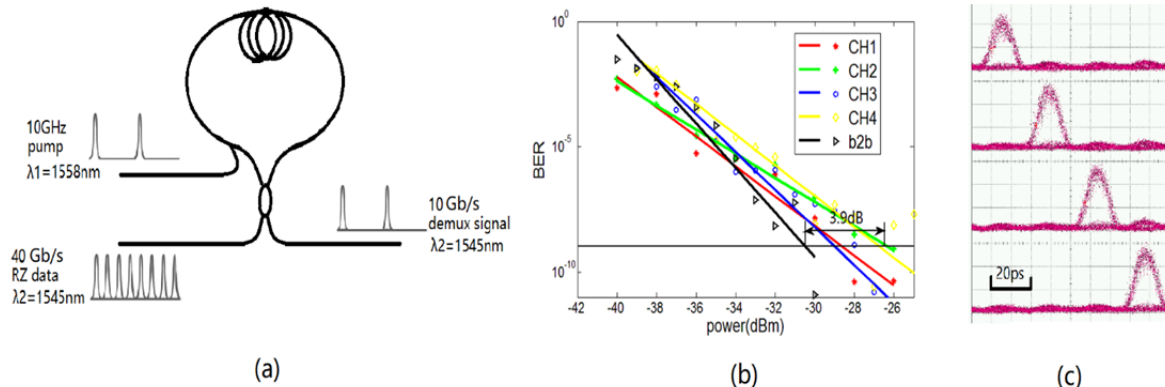 (a)
10GHz
pump
λ1=1558nm
10 Gb/s
demux signal
λ2=1545nm
40 Gb/s
RZ data
λ2=1545nm
(b)
BER
10^0
10^-5
10^-10
CH1
CH2
CH3
CH4
b2b
3.9dB
-42 -40 -38 -36 -34 -32 -30 -28 -26
power(dBm)
(c)
20ps
(a)
(b)
(c)